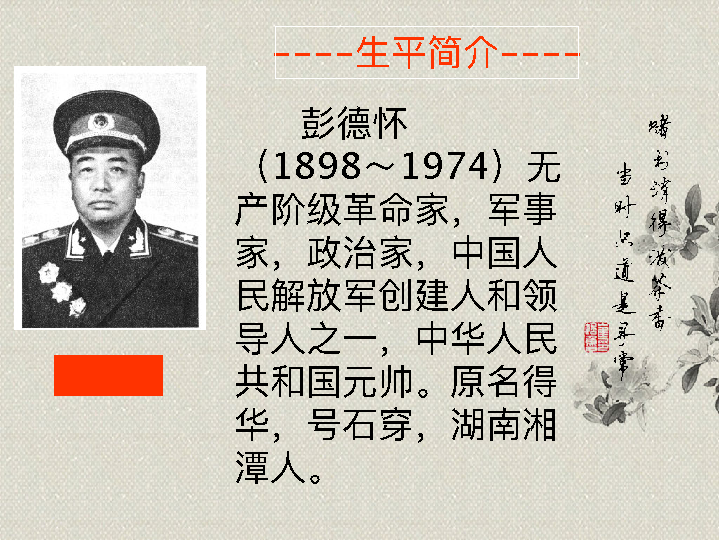 ----生平简介----
彭德怀
（1898～1974）无
产阶级革命家，军事
家，政治家，中国人
民解放军创建人和领
导人之一，中华人民
共和国元帅。原名得
华，号石穿，湖南湘
潭人。
赌书消得泼茶香
当时只道是寻常